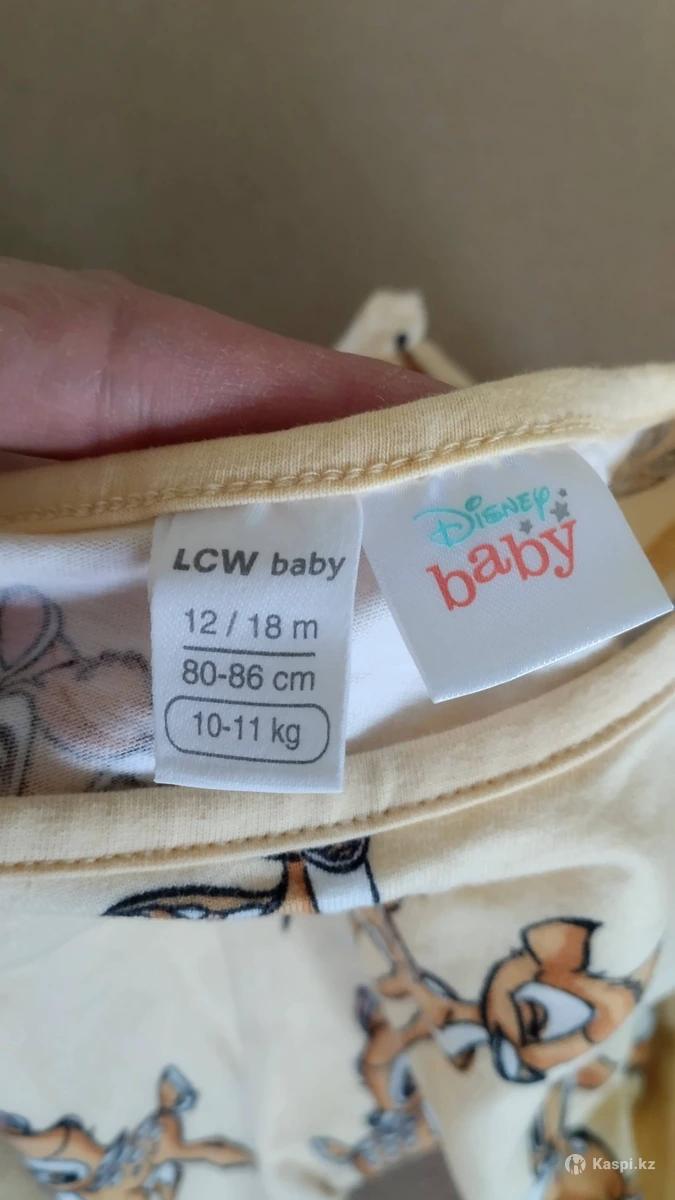 LCW baby
12 / 18 m
80-86 cm
10-11 kg
Disney
baby
Kaspi.kz